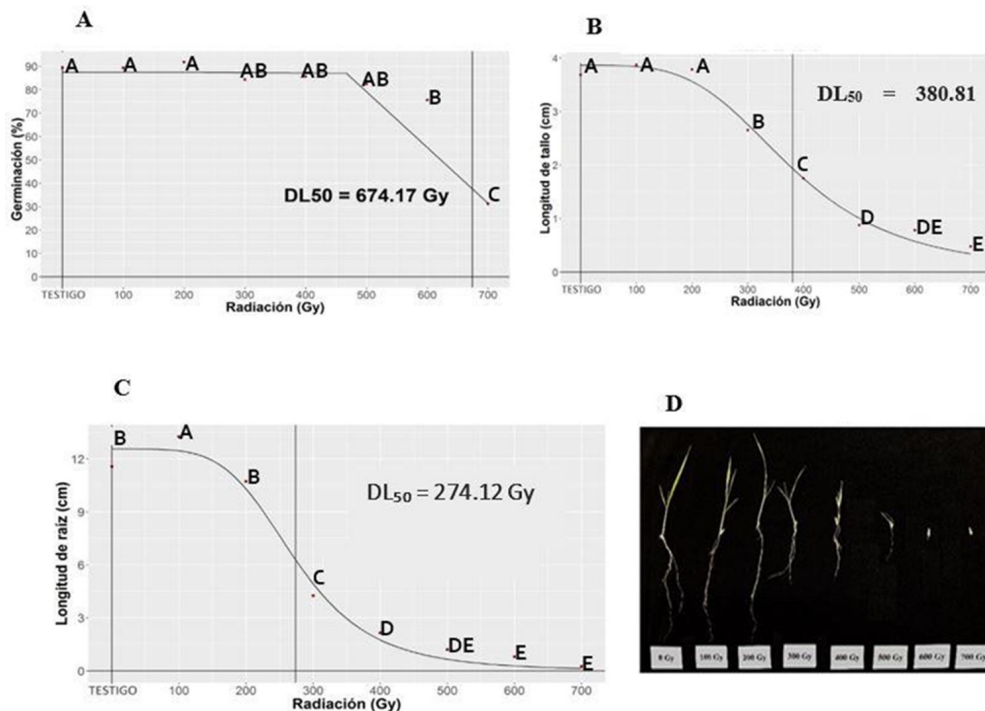 A
Germinación (%)
90
80
70
60
50
40
30
20
10
0
A A A AB AB AB B C
DL50 = 674.17 Gy
TESTIGO 100 200 300 400 500 600 700
Radiación (Gy)
B
Longitud de tallo (cm)
4
3
2
1
0
A A A B C D DE E
DL₅₀ = 380.81
TESTIGO 100 200 300 400 500 600 700
Radiación (Gy)
C
Longitud de raíz (cm)
12
9
6
3
0
B A B C D DE E E
DL₅₀ = 274.12 Gy
TESTIGO 100 200 300 400 500 600 700
Radiación (Gy)
D
0 Gy 100 Gy 200 Gy 300 Gy 400 Gy 500 Gy 600 Gy 700 Gy